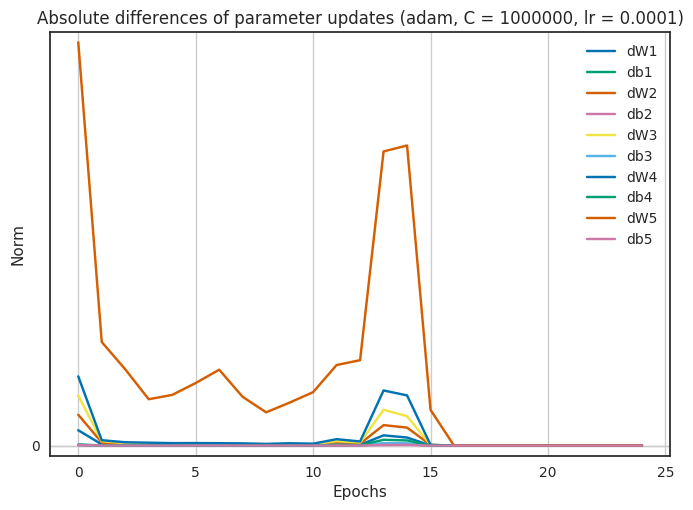 Absolute differences of parameter updates (adam, C = 1000000, lr = 0.0001)
dW1
db1
dW2
db2
dW3
db3
dW4
db4
dW5
db5
Norm
0
0
5
10
15
20
25
Epochs